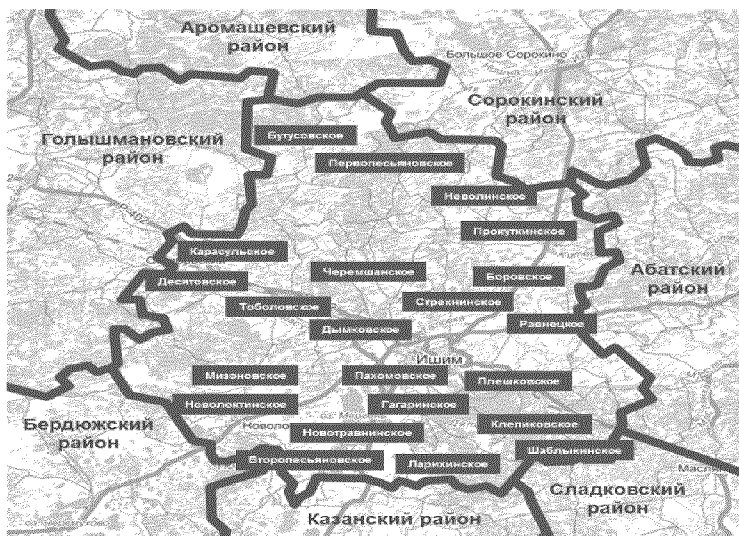 Аромашевский
район
Большое Сорокино
Сорокинский
район
Голышмановский
район
Бутусовское
Первопесьяновское
Неволинское
Прокуткинское
Карасульское
Черемшанское
Боровское
Абатский
район
Десятовское
Тоболовское
Стрехнинское
Дымковское
Равнецкое
Ишим
Мизоновское
Пахомовское
Плешковское
Новолоктинское
Гагаринское
Бердюжский
район
Новотравнинское
Клепиковское
Шаблыкинское
Второпесьяновское
Ларихинское
Сладковский
район
Казанский район